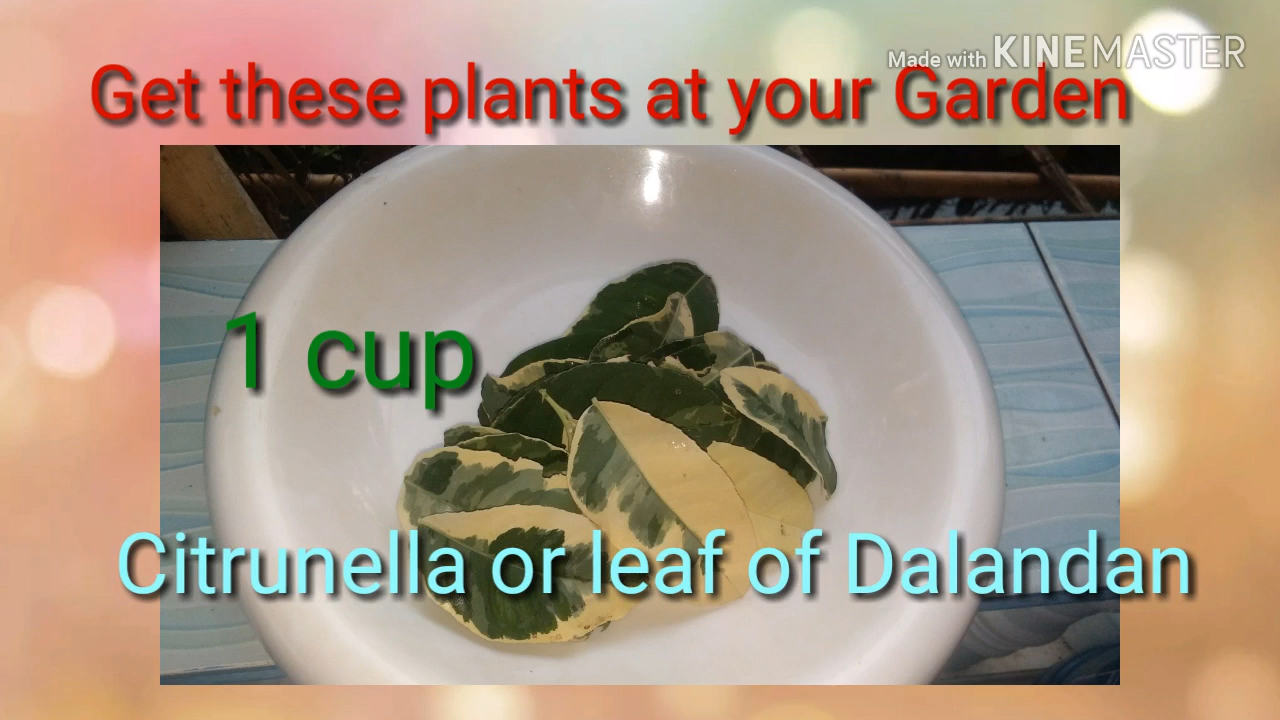 Made with KINEMASTER
Get these plants at your Garden
1 cup
Citrunella or leaf of Dalandan